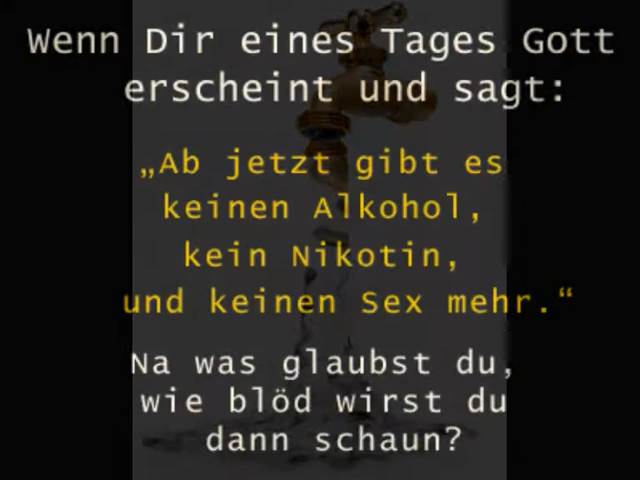 Wenn Dir eines Tages Gott
erscheint und sagt:
„Ab jetzt gibt es
keinen Alkohol,
kein Nikotin,
und keinen Sex mehr.“
Na was glaubst du,
wie blöd wirst du
dann schaun?